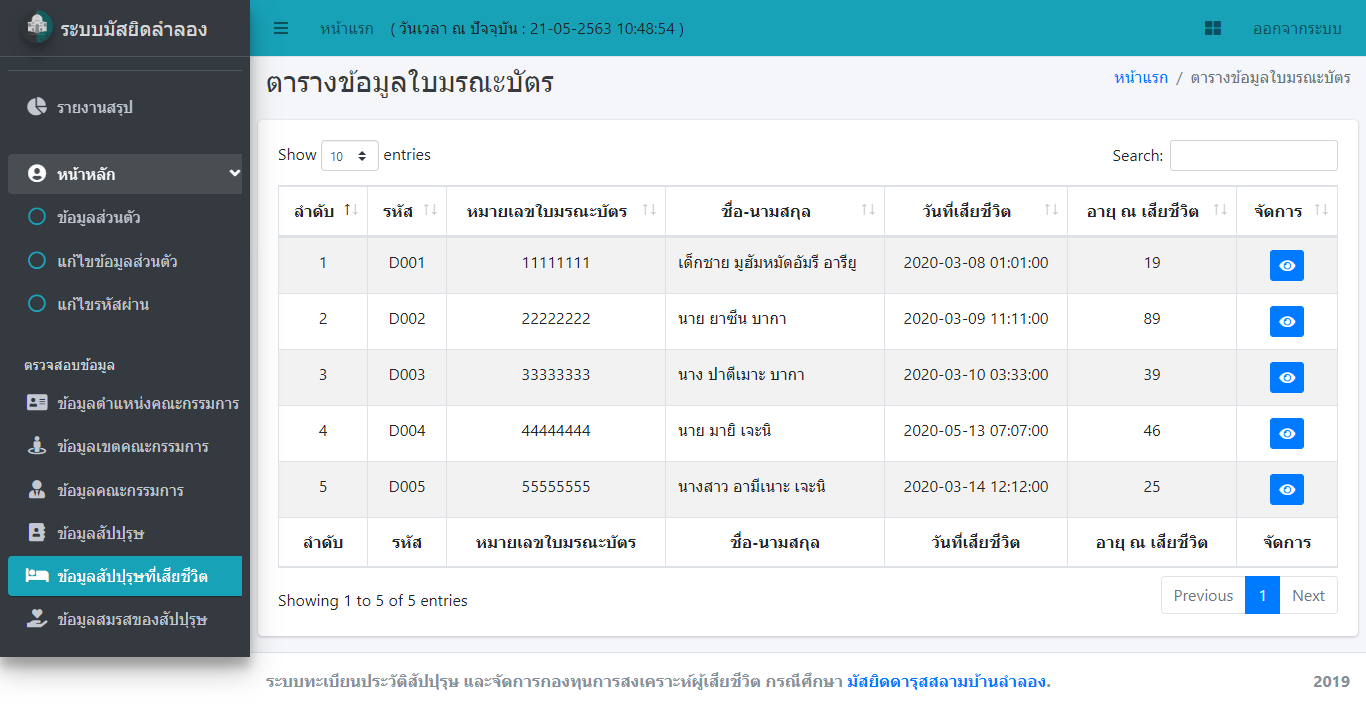 ระบบมัสยิดลำลอง
หน้าแรก ( วันเวลา ณ ปัจจุบัน : 21-05-2563 10:48:54 ) ออกจากระบบ
รายงานสรุป
หน้าหลัก
ข้อมูลส่วนตัว
แก้ไขข้อมูลส่วนตัว
แก้ไขรหัสผ่าน
ตรวจสอบข้อมูล
ข้อมูลตำแหน่งคณะกรรมการ
ข้อมูลเขตคณะกรรมการ
ข้อมูลคณะกรรมการ
ข้อมูลสัปปุรุษ
ข้อมูลสัปปุรุษที่เสียชีวิต
ข้อมูลสมรสของสัปปุรุษ
ตารางข้อมูลใบมรณะบัตร
หน้าแรก / ตารางข้อมูลใบมรณะบัตร
Show 10 entries Search:
ลำดับ รหัส หมายเลขใบมรณะบัตร ชื่อ-นามสกุล วันที่เสียชีวิต อายุ ณ เสียชีวิต จัดการ
1 D001 11111111 เด็กชาย มูฮัมหมัดอัมรี อารียู 2020-03-08 01:01:00 19
2 D002 22222222 นาย ยาซีน บากา 2020-03-09 11:11:00 89
3 D003 33333333 นาง ปาตีเมาะ บากา 2020-03-10 03:33:00 39
4 D004 44444444 นาย มายิ เจะนิ 2020-05-13 07:07:00 46
5 D005 55555555 นางสาว อามีเนาะ เจะนิ 2020-03-14 12:12:00 25
ลำดับ รหัส หมายเลขใบมรณะบัตร ชื่อ-นามสกุล วันที่เสียชีวิต อายุ ณ เสียชีวิต จัดการ
Showing 1 to 5 of 5 entries Previous 1 Next
ระบบทะเบียนประวัติสัปปุรุษ และจัดการกองทุนการสงเคราะห์ผู้เสียชีวิต กรณีศึกษา มัสยิดดารุสสลามบ้านลำลอง. 2019